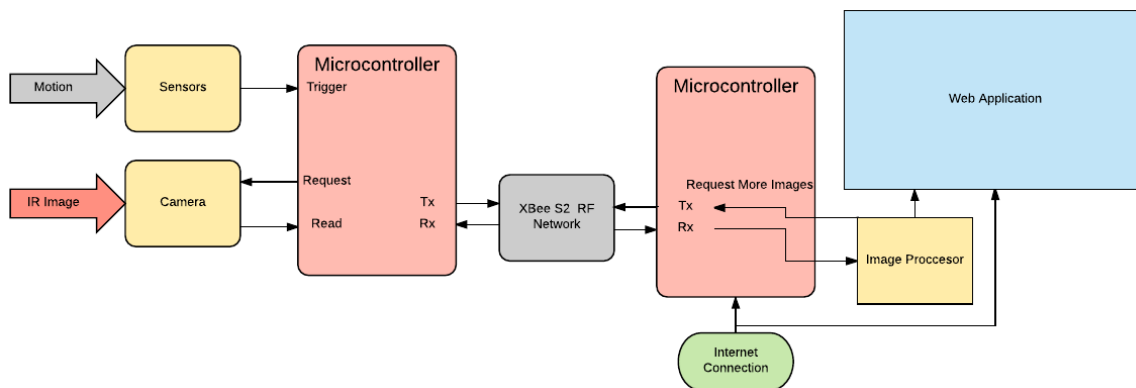 Motion
Sensors
Microcontroller
Trigger
IR Image
Camera
Request
Read
Tx
Rx
XBee S2 RF
Network
Microcontroller
Request More Images
Tx
Rx
Web Application
Image Proccesor
Internet
Connection